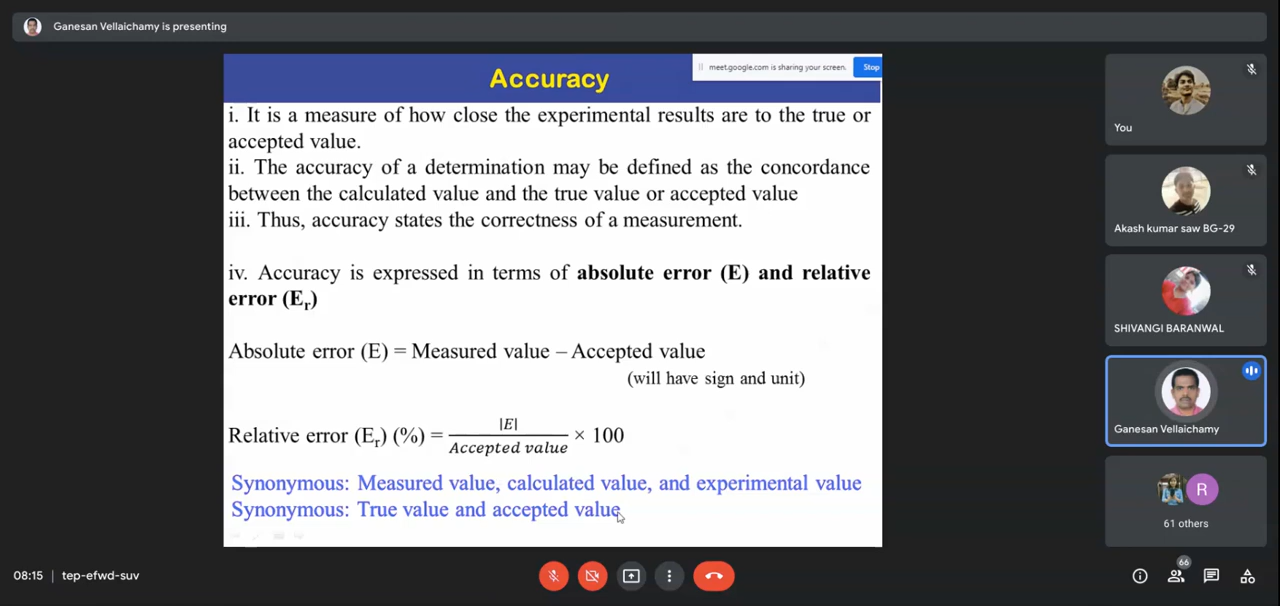 Ganesan Vellaichamy is presenting
Accuracy
meet.google.com is sharing your screen.
Stop
i. It is a measure of how close the experimental results are to the true or
accepted value.
ii. The accuracy of a determination may be defined as the concordance
between the calculated value and the true value or accepted value
iii. Thus, accuracy states the correctness of a measurement.
iv. Accuracy is expressed in terms of absolute error (E) and relative
error (Er)
Absolute error (E) = Measured value – Accepted value
(will have sign and unit)
Relative error (Er) (%) = |E| / Accepted value × 100
Synonymous: Measured value, calculated value, and experimental value
Synonymous: True value and accepted value
You
Akash kumar saw BG-29
SHIVANGI BARANWAL
Ganesan Vellaichamy
R
61 others
08:15 | tep-efwd-suv
66